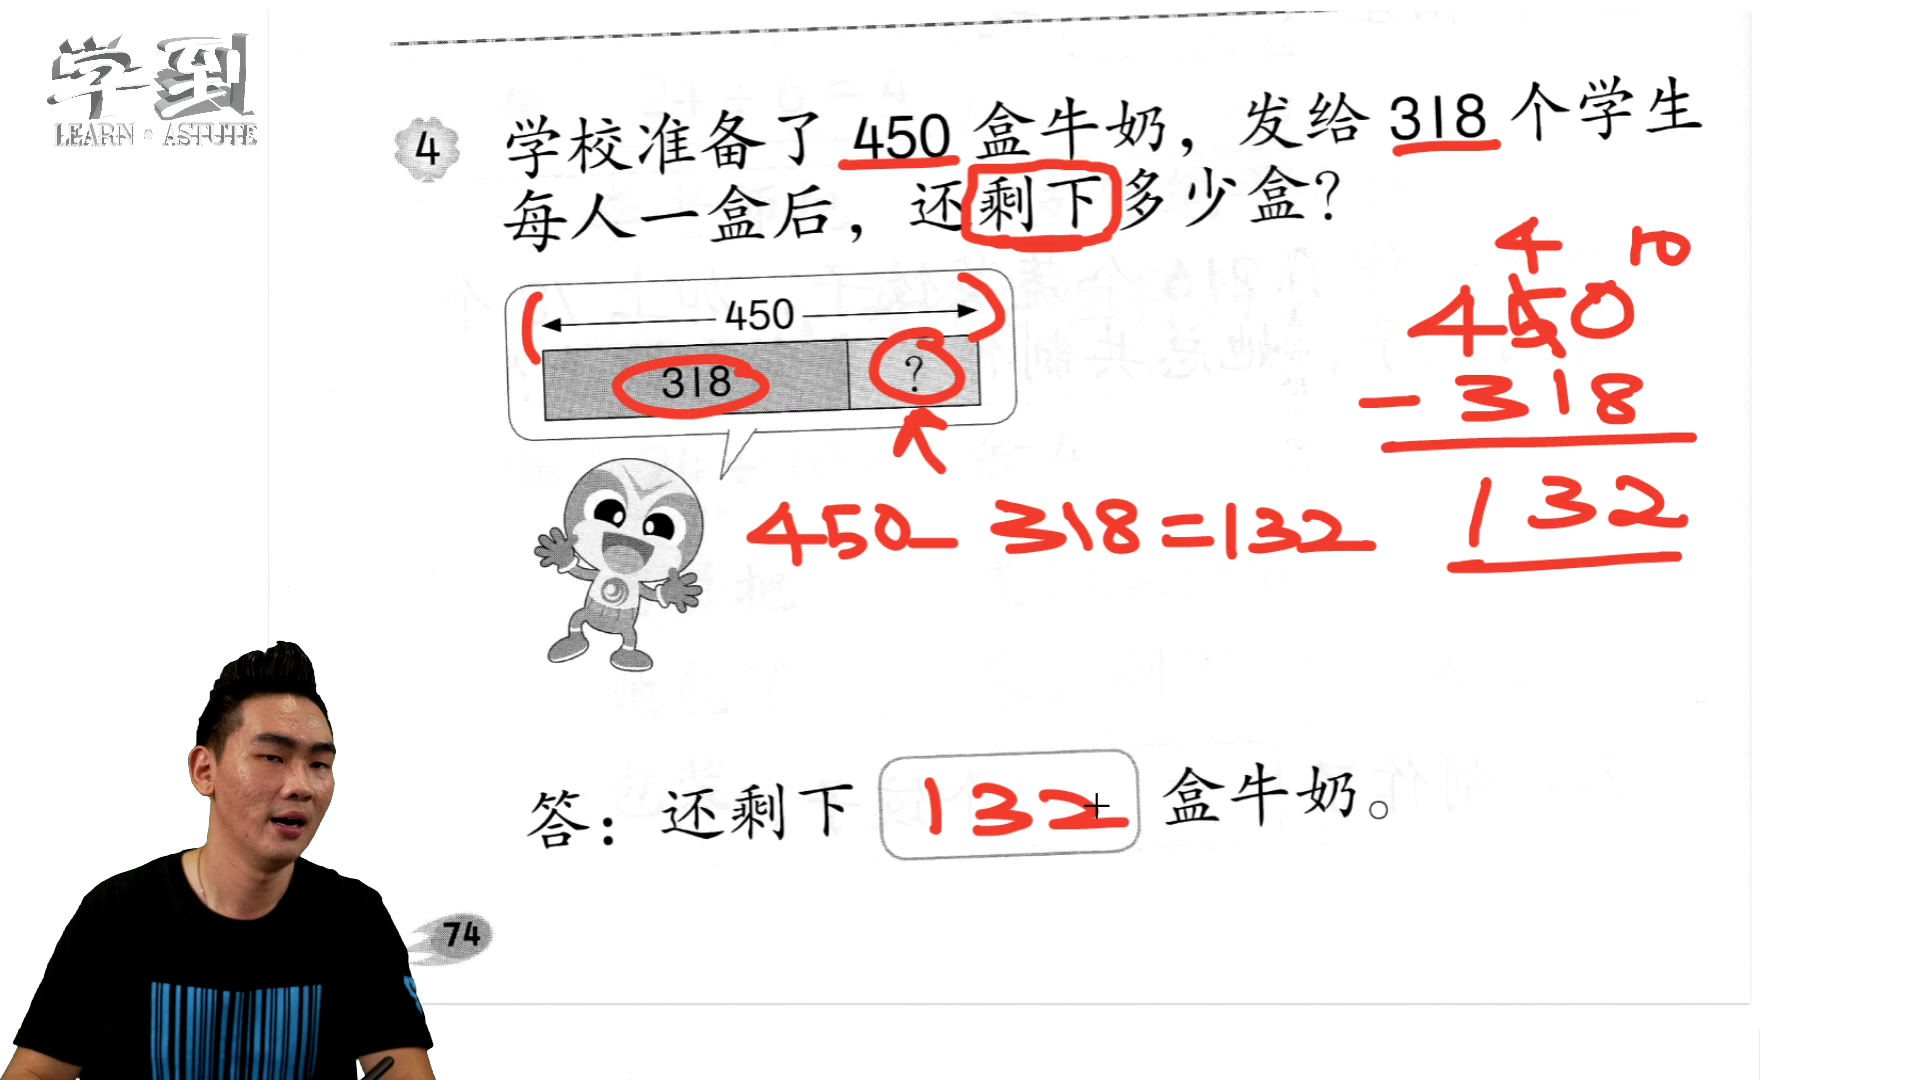 学到
LEARN ASTUTE
4 学校准备了 450 盒牛奶，发给 318 个学生
每人一盒后，还剩下多少盒？
450
318 ?
4 10
450
- 318
132
450 - 318 = 132
答：还剩下 132 盒牛奶。
74